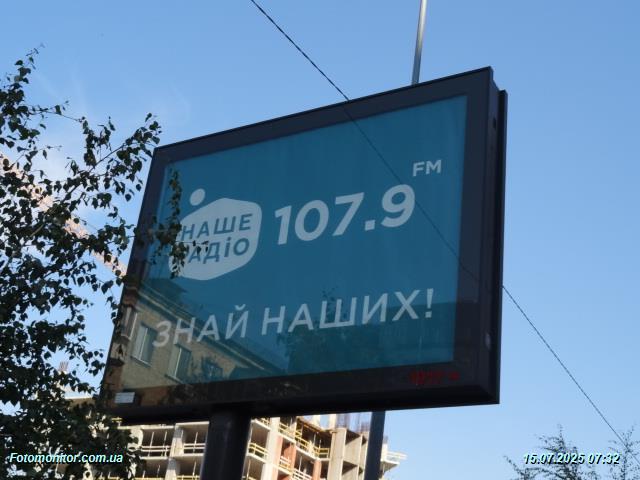 FM
НАШЕ
РАДІО
107.9
ЗНАЙ НАШИХ!
Fotomonitor.com.ua
15.07.2025 07:32